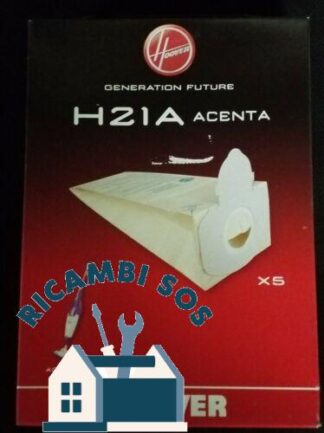 HOOVER
GENERATION FUTURE
H21A ACENTA
X5
RICAMBI SOS
VER